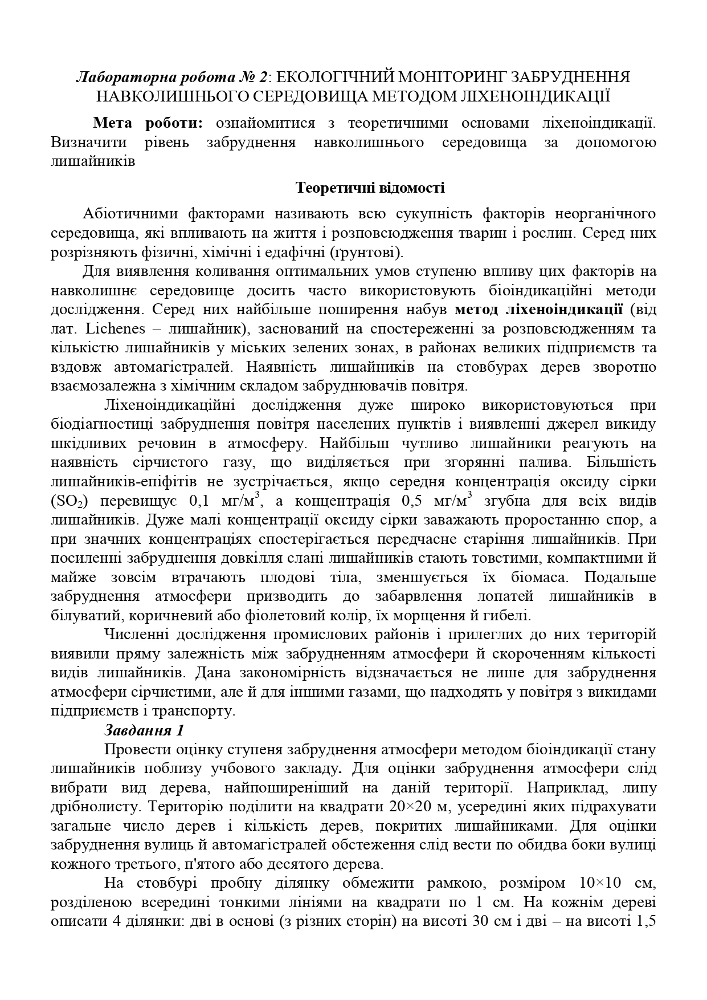 Лабораторна робота № 2: ЕКОЛОГІЧНИЙ МОНІТОРИНГ ЗАБРУДНЕННЯ
НАВКОЛИШНЬОГО СЕРЕДОВИЩА МЕТОДОМ ЛІХЕНОІНДИКАЦІЇ
Мета роботи: ознайомитися з теоретичними основами ліхеноіндикації.
Визначити рівень забруднення навколишнього середовища за допомогою
лишайників
Теоретичні відомості
Абіотичними факторами називають всю сукупність факторів неорганічного
середовища, які впливають на життя і розповсюдження тварин і рослин. Серед них
розрізняють фізичні, хімічні і едафічні (ґрунтові).
Для виявлення коливання оптимальних умов ступеню впливу цих факторів на
навколишнє середовище досить часто використовують біоіндикаційні методи
дослідження. Серед них найбільше поширення набув метод ліхеноіндикації (від
лат. Lichenes – лишайник), заснований на спостереженні за розповсюдженням та
кількістю лишайників у міських зелених зонах, в районах великих підприємств та
вздовж автомагістралей. Наявність лишайників на стовбурах дерев зворотно
взаємозалежна з хімічним складом забруднювачів повітря.
Ліхеноіндикаційні дослідження дуже широко використовуються при
біодіагностиці забруднення повітря населених пунктів і виявленні джерел викиду
шкідливих речовин в атмосферу. Найбільш чутливо лишайники реагують на
наявність сірчистого газу, що виділяється при згорянні палива. Більшість
лишайників-епіфітів не зустрічається, якщо середня концентрація оксиду сірки
(SO₂) перевищує 0,1 мг/м³, а концентрація 0,5 мг/м³ згубна для всіх видів
лишайників. Дуже малі концентрації оксиду сірки заважають проростанню спор, а
при значних концентраціях спостерігається передчасне старіння лишайників. При
посиленні забруднення довкілля слані лишайників стають товстими, компактними й
майже зовсім втрачають плодові тіла, зменшується їх біомаса. Подальше
забруднення атмосфери призводить до забарвлення лопатей лишайників в
білуватий, коричневий або фіолетовий колір, їх морщення й гибелі.
Численні дослідження промислових районів і прилеглих до них територій
виявили пряму залежність між забрудненням атмосфери й скороченням кількості
видів лишайників. Дана закономірність відзначається не лише для забруднення
атмосфери сірчистими, але й для іншими газами, що надходять у повітря з викидами
підприємств і транспорту.
Завдання 1
Провести оцінку ступеня забруднення атмосфери методом біоіндикації стану
лишайників поблизу учбового закладу. Для оцінки забруднення атмосфери слід
вибрати вид дерева, найпоширеніший на даній території. Наприклад, липу
дрібнолисту. Територію поділити на квадрати 20×20 м, усередині яких підрахувати
загальне число дерев і кількість дерев, покритих лишайниками. Для оцінки
забруднення вулиць й автомагістралей обстеження слід вести по обидва боки вулиці
кожного третього, п'ятого або десятого дерева.
На стовбурі пробну ділянку обмежити рамкою, розміром 10×10 см,
розділеною всередині тонкими лініями на квадрати по 1 см. На кожнім дереві
описати 4 ділянки: дві в основі (з різних сторін) на висоті 30 см і дві – на висоті 1,5